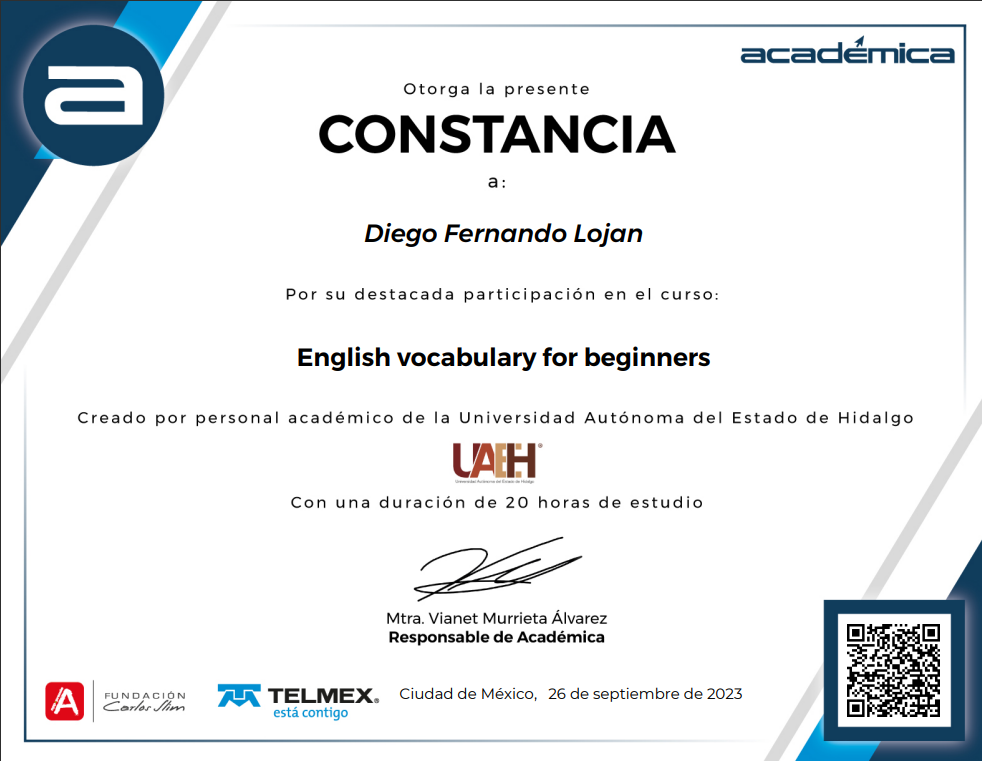 a
académica
Otorga la presente
CONSTANCIA
a:
Diego Fernando Lojan
Por su destacada participación en el curso:
English vocabulary for beginners
Creado por personal académico de la Universidad Autónoma del Estado de Hidalgo
UAEH®
Universidad Autónoma del Estado de Hidalgo
Con una duración de 20 horas de estudio
Mtra. Vianet Murrieta Álvarez
Responsable de Académica
A
FUNDACIÓN
Carlos Slim
TELMEX®
está contigo
Ciudad de México, 26 de septiembre de 2023